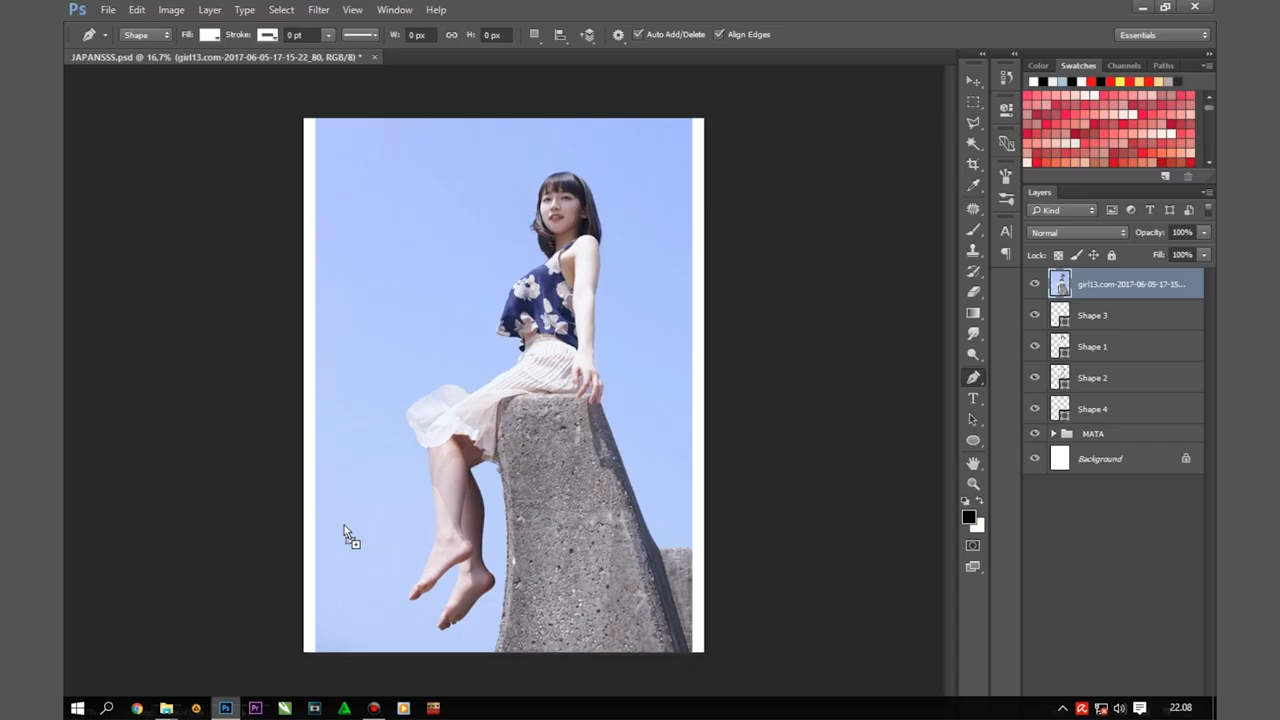 Ps File Edit Image Layer Type Select Filter View Window Help
Shape Fill: Stroke: 0 pt W: 0 px H: 0 px Auto Add/Delete Align Edges Essentials
JAPANSSS.psd @ 16,7% (girl13.com-2017-06-05-17-15-22_80, RGB/8) * ×
Color Swatches Channels Paths
Layers
Kind
Normal Opacity: 100%
Lock: Fill: 100%
girl13.com-2017-06-05-17-15...
Shape 3
Shape 1
Shape 2
Shape 4
MATA
Background
22.08